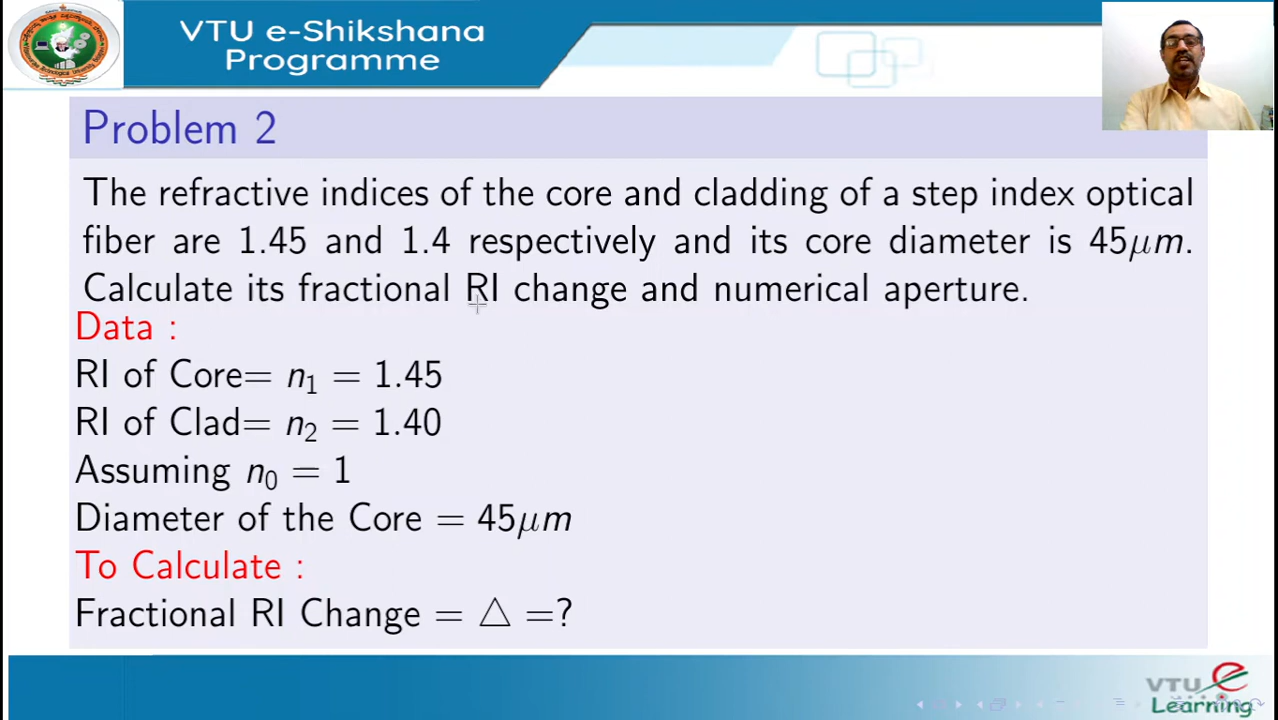 VTU e-Shikshana
Programme
Problem 2
The refractive indices of the core and cladding of a step index optical
fiber are 1.45 and 1.4 respectively and its core diameter is 45μm.
Calculate its fractional RI change and numerical aperture.
Data :
RI of Core= n₁ = 1.45
RI of Clad= n₂ = 1.40
Assuming n₀ = 1
Diameter of the Core = 45μm
To Calculate :
Fractional RI Change = △ =?
VTU e
Learning